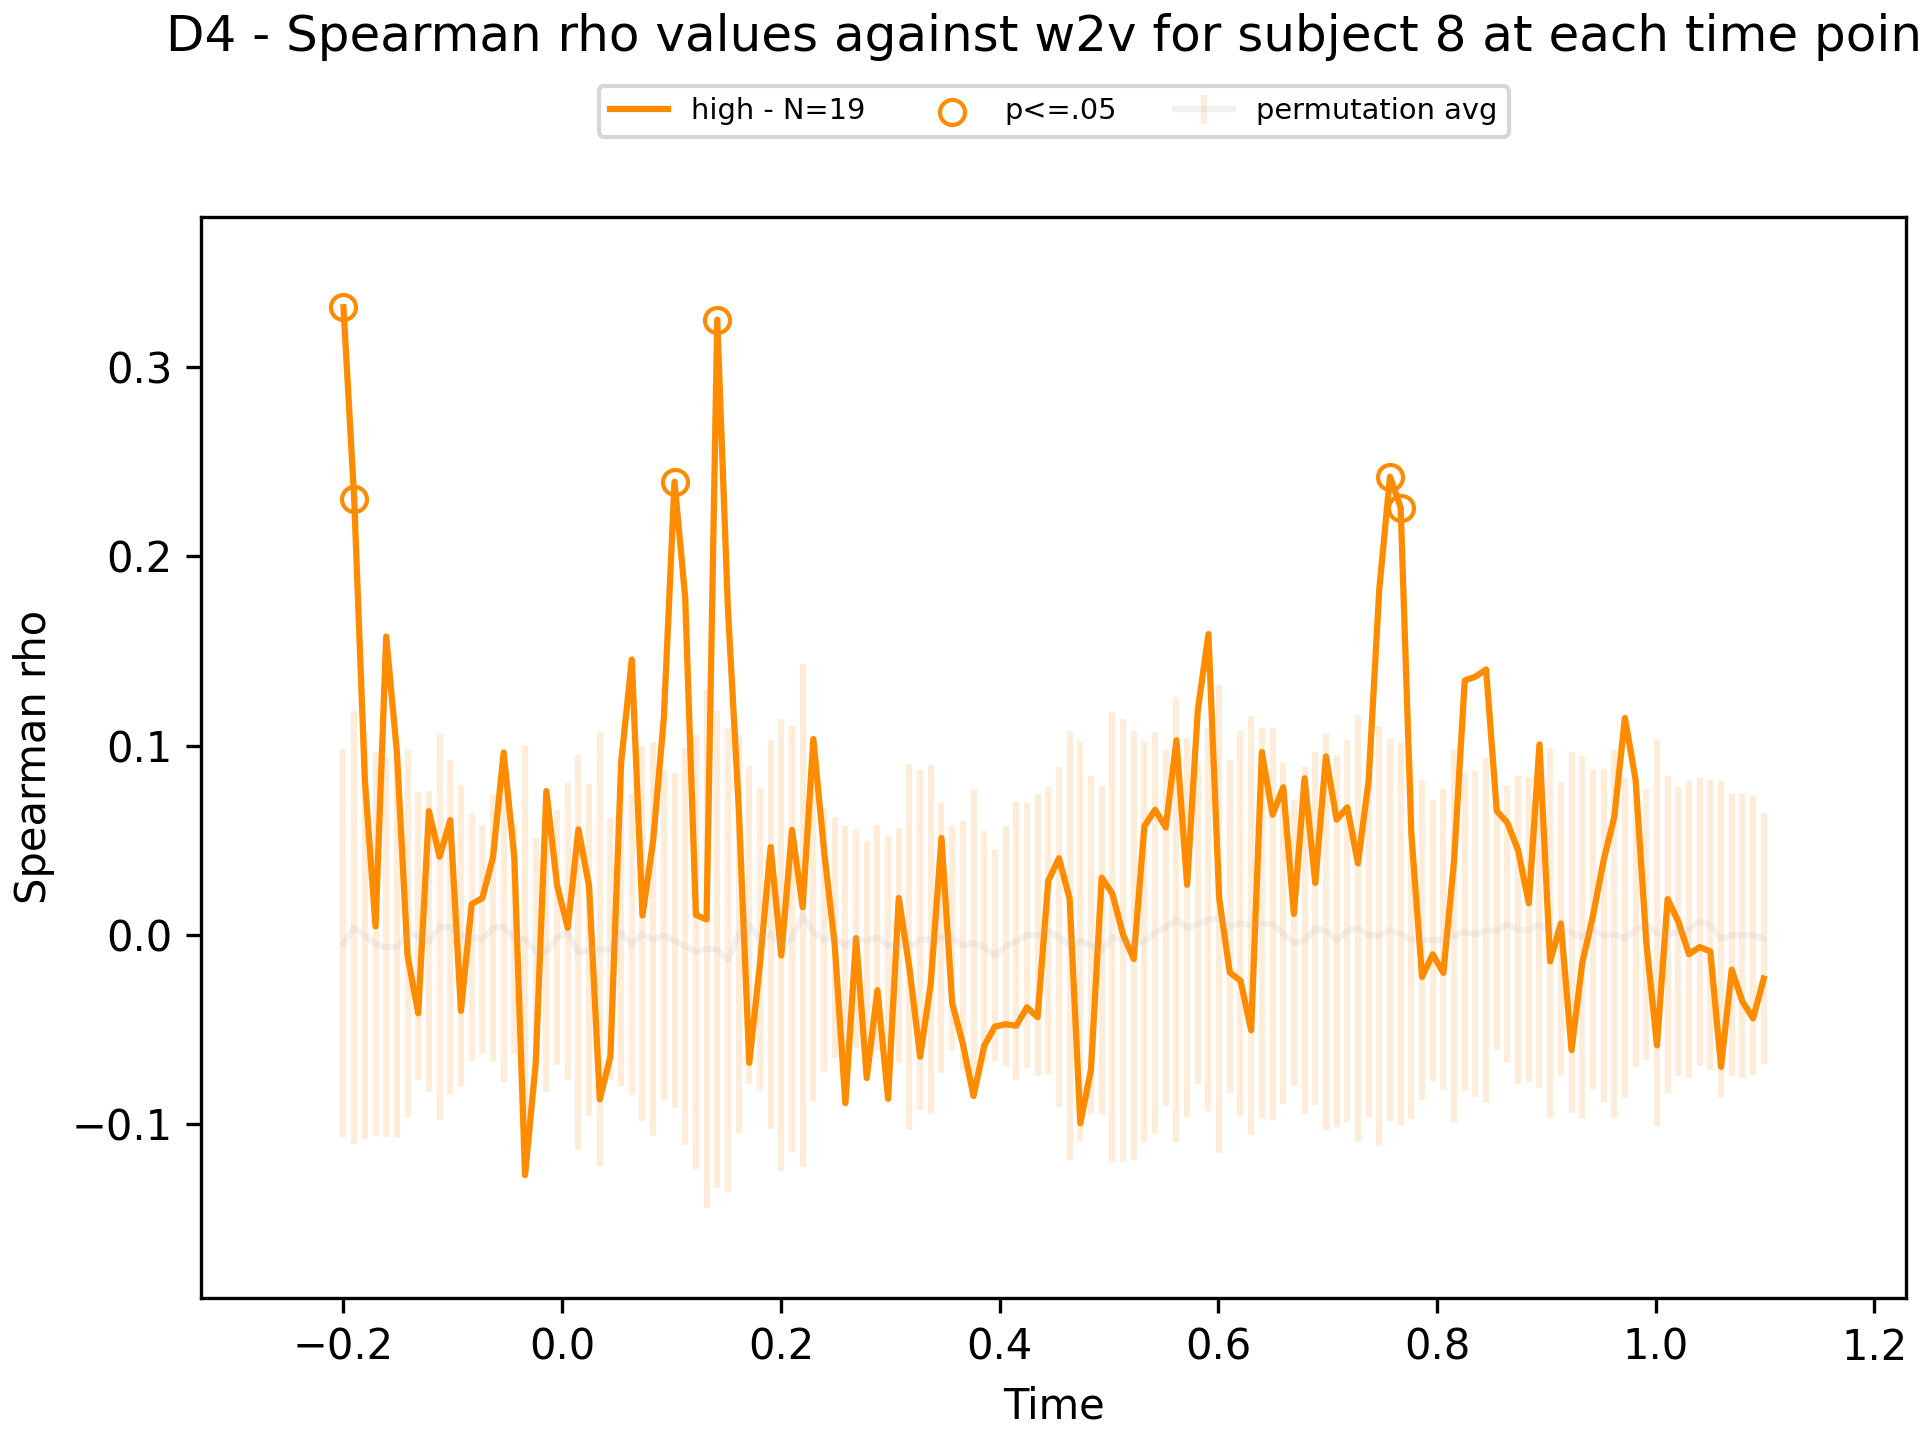 D4 - Spearman rho values against w2v for subject 8 at each time poin
high - N=19 p<=.05 permutation avg
0.3
0.2
0.1
0.0
−0.1
Spearman rho
−0.2 0.0 0.2 0.4 0.6 0.8 1.0 1.2
Time